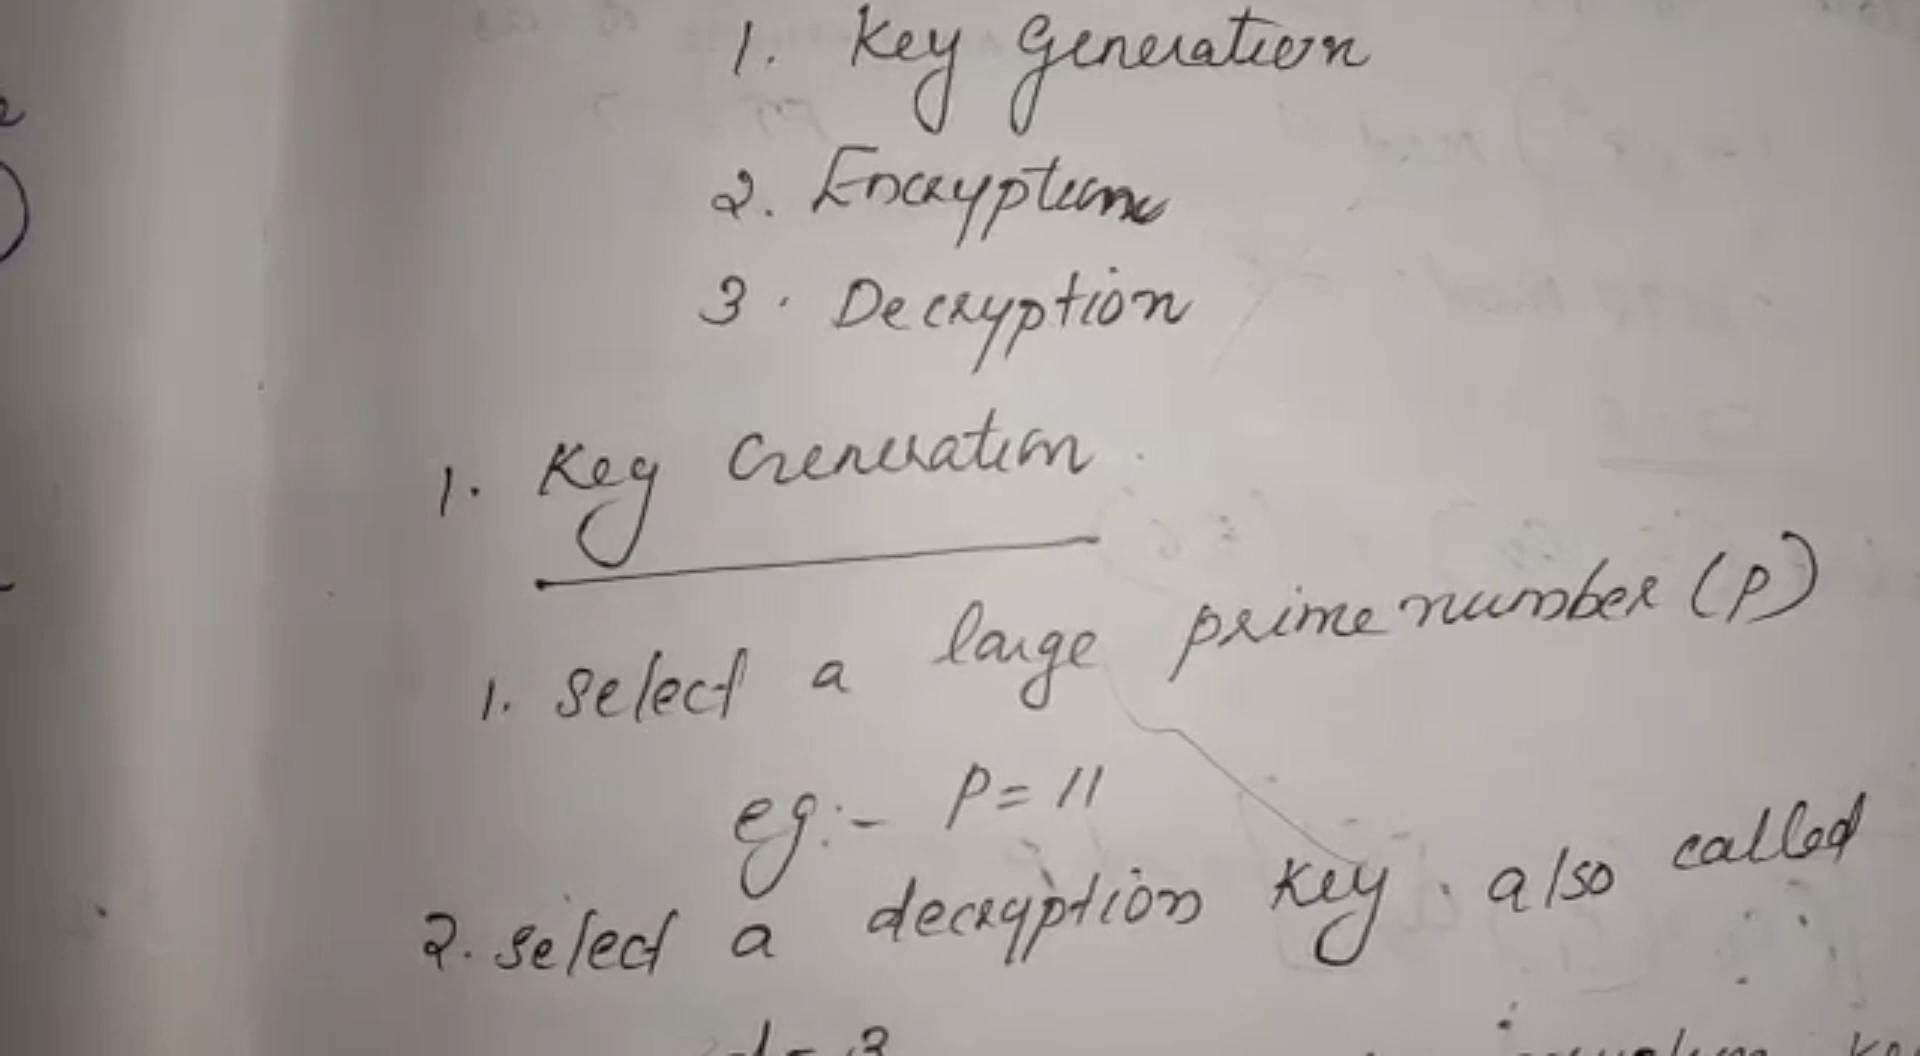 1. Key Generation
2. Encryption
3. Decryption
1. Key Generation
1. Select a large prime number (P)
eg:- P = 11
2. select a decryption key. also called
d = 3